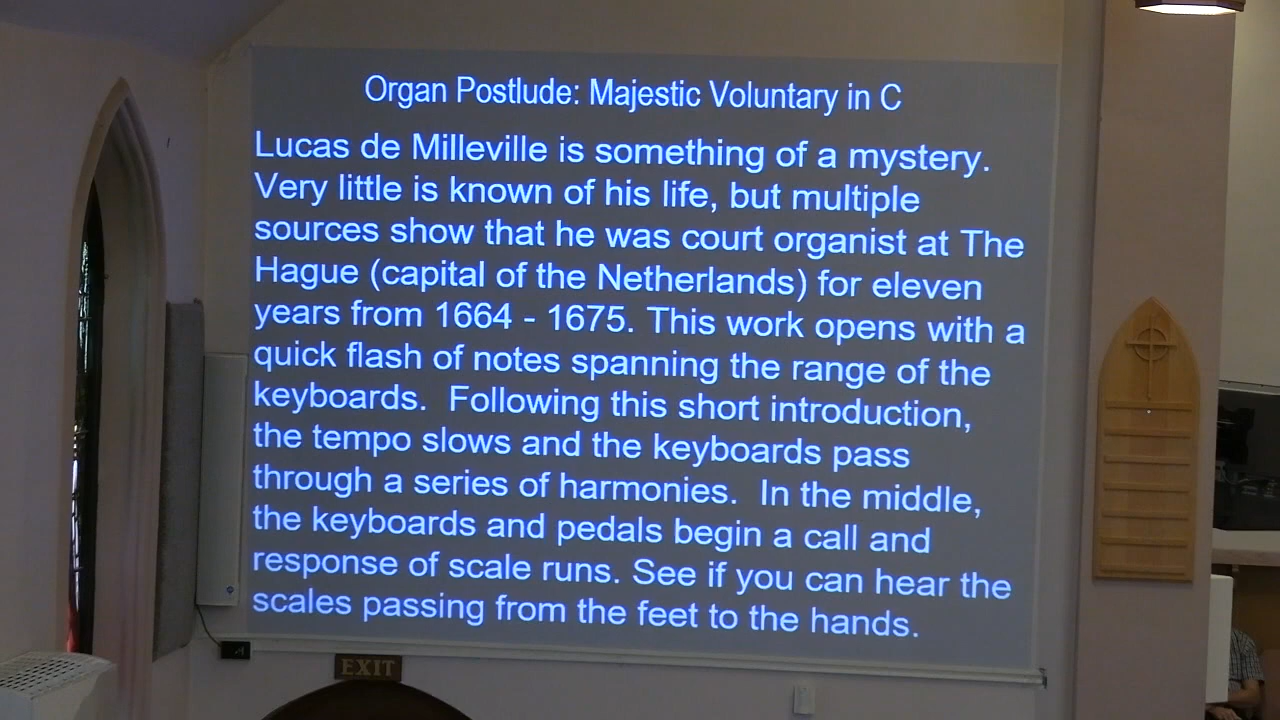 Organ Postlude: Majestic Voluntary in C
Lucas de Milleville is something of a mystery.
Very little is known of his life, but multiple
sources show that he was court organist at The
Hague (capital of the Netherlands) for eleven
years from 1664 - 1675. This work opens with a
quick flash of notes spanning the range of the
keyboards.  Following this short introduction,
the tempo slows and the keyboards pass
through a series of harmonies.  In the middle,
the keyboards and pedals begin a call and
response of scale runs. See if you can hear the
scales passing from the feet to the hands.
EXIT